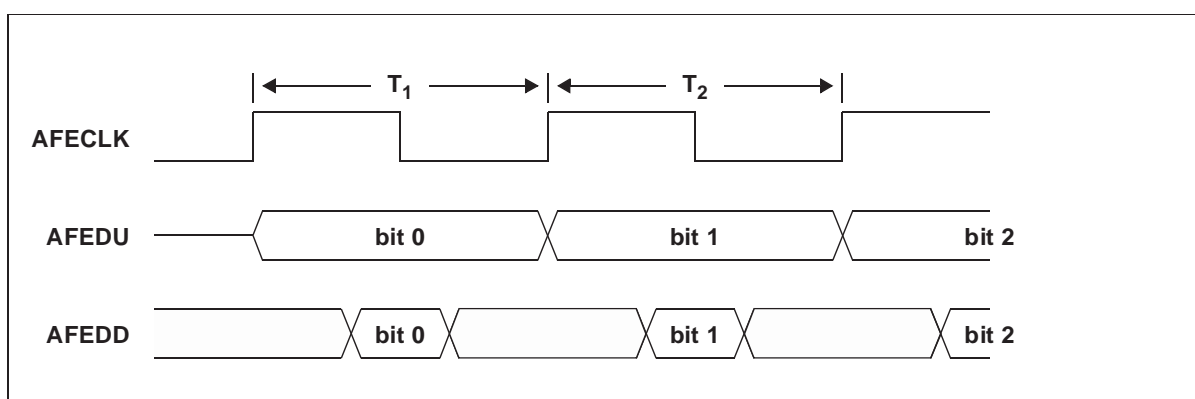 T1 T2
AFECLK
AFEDU bit 0 bit 1 bit 2
AFEDD bit 0 bit 1 bit 2